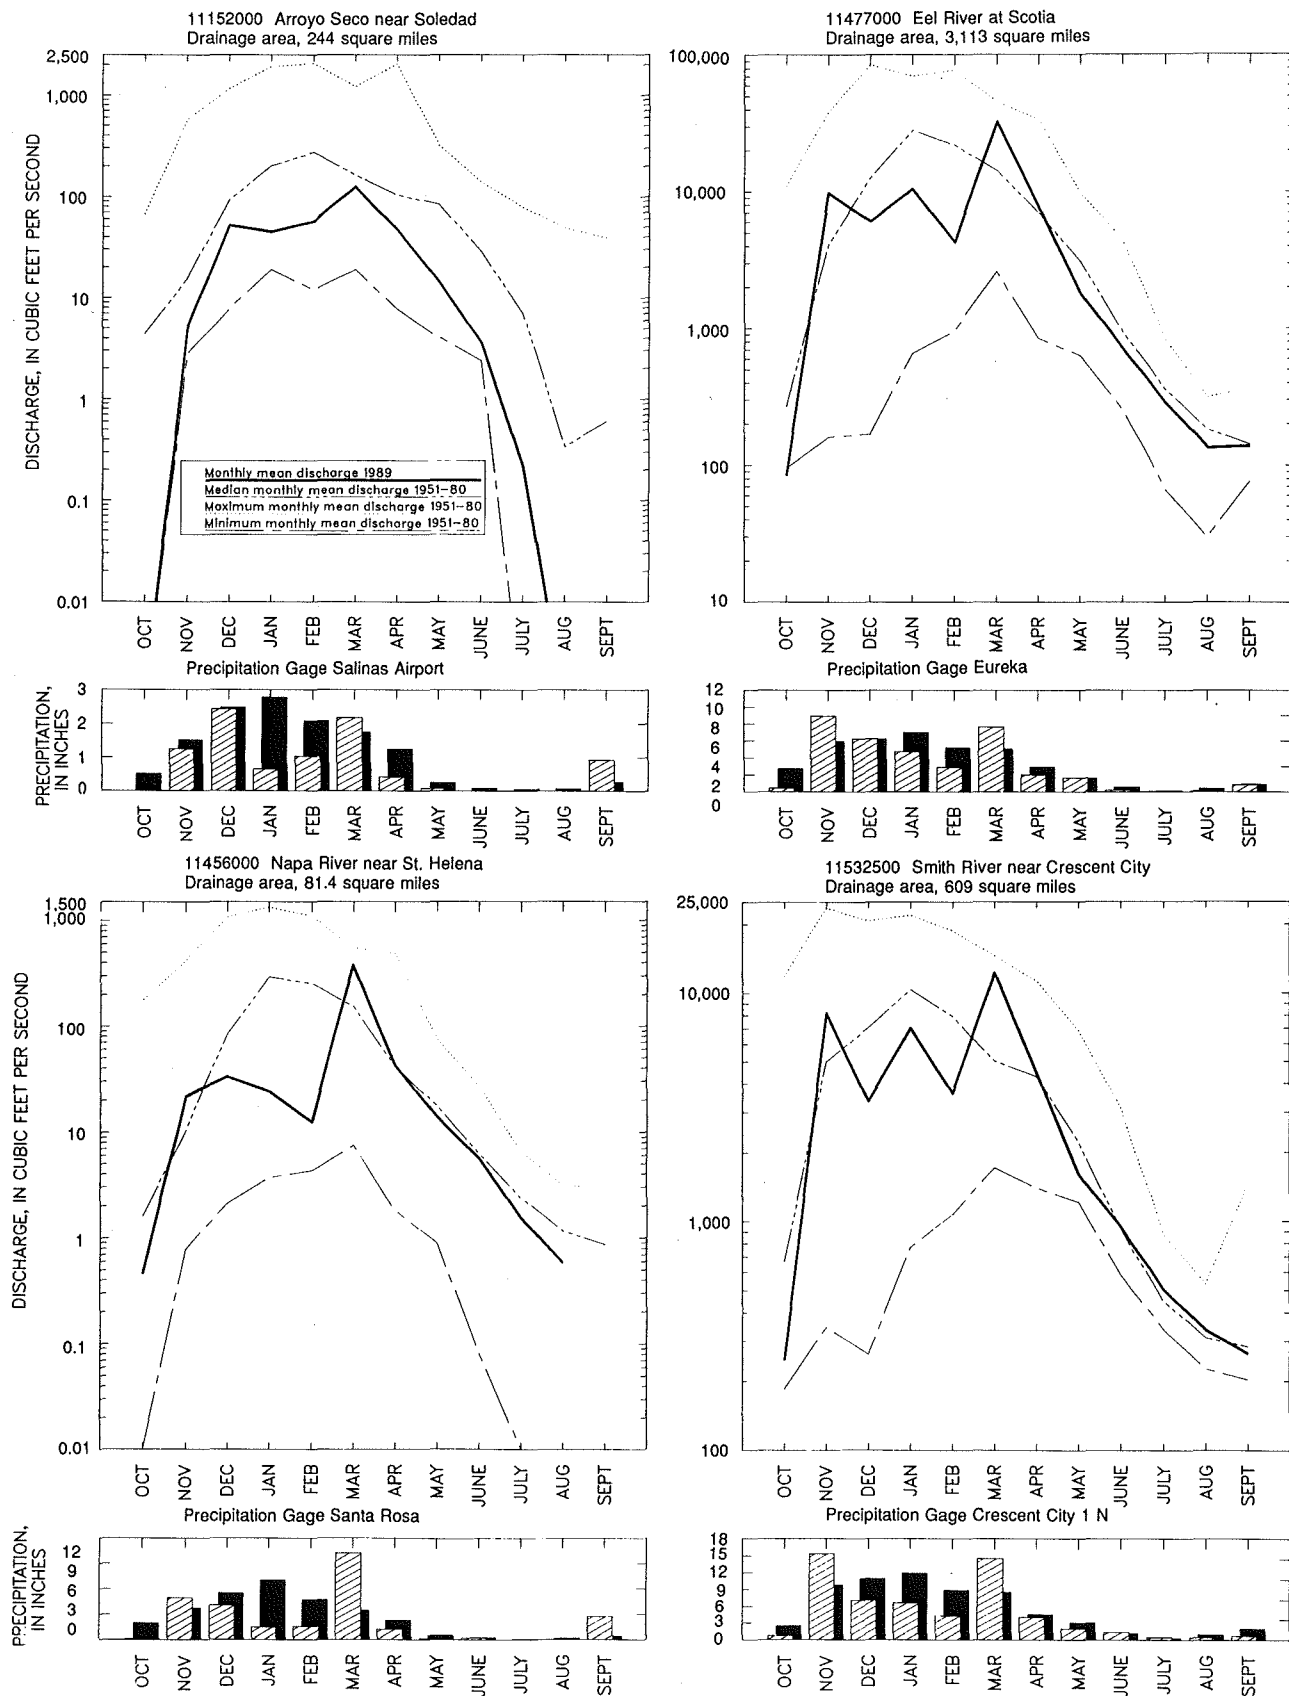 11152000 Arroyo Seco near Soledad
Drainage area, 244 square miles
2,500
1,000
100
10
1
0.1
0.01
DISCHARGE, IN CUBIC FEET PER SECOND
Monthly mean discharge 1989
Median monthly mean discharge 1951-80
Maximum monthly mean discharge 1951-80
Minimum monthly mean discharge 1951-80
OCT NOV DEC JAN FEB MAR APR MAY JUNE JULY AUG SEPT
Precipitation Gage Salinas Airport
PRECIPITATION,
IN INCHES
3
2
1
0
OCT NOV DEC JAN FEB MAR APR MAY JUNE JULY AUG SEPT
11477000 Eel River at Scotia
Drainage area, 3,113 square miles
100,000
10,000
1,000
100
10
OCT NOV DEC JAN FEB MAR APR MAY JUNE JULY AUG SEPT
Precipitation Gage Eureka
12
10
8
6
4
2
0
OCT NOV DEC JAN FEB MAR APR MAY JUNE JULY AUG SEPT
11456000 Napa River near St. Helena
Drainage area, 81.4 square miles
1,500
1,000
100
10
1
0.1
0.01
DISCHARGE, IN CUBIC FEET PER SECOND
OCT NOV DEC JAN FEB MAR APR MAY JUNE JULY AUG SEPT
Precipitation Gage Santa Rosa
PRECIPITATION,
IN INCHES
12
9
6
3
0
OCT NOV DEC JAN FEB MAR APR MAY JUNE JULY AUG SEPT
11532500 Smith River near Crescent City
Drainage area, 609 square miles
25,000
10,000
1,000
100
OCT NOV DEC JAN FEB MAR APR MAY JUNE JULY AUG SEPT
Precipitation Gage Crescent City 1 N
18
15
12
9
6
3
0
OCT NOV DEC JAN FEB MAR APR MAY JUNE JULY AUG SEPT